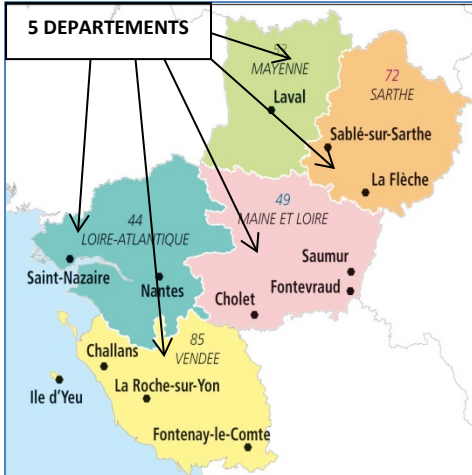 5 DEPARTEMENTS
MAYENNE
Laval
72
SARTHE
Sablé-sur-Sarthe
La Flèche
44
LOIRE-ATLANTIQUE
49
MAINE ET LOIRE
Saint-Nazaire
Nantes
Saumur
Fontevraud
Cholet
85
VENDEE
Challans
La Roche-sur-Yon
Ile d'Yeu
Fontenay-le-Comte